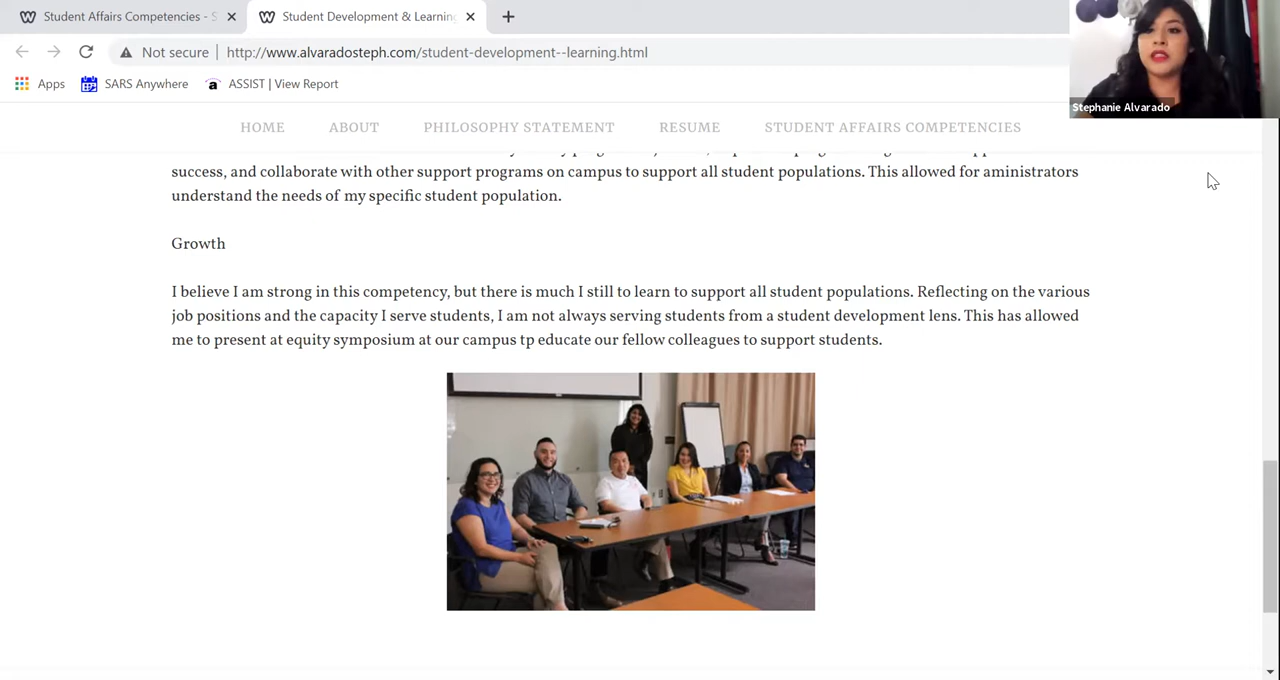 Student Affairs Competencies - S
Student Development & Learning
Not secure
http://www.alvaradosteph.com/student-development--learning.html
Apps
SARS Anywhere
ASSIST | View Report
Stephanie Alvarado
HOME
ABOUT
PHILOSOPHY STATEMENT
RESUME
STUDENT AFFAIRS COMPETENCIES
success, and collaborate with other support programs on campus to support all student populations. This allowed for aministrators
understand the needs of my specific student population.
Growth
I believe I am strong in this competency, but there is much I still to learn to support all student populations. Reflecting on the various
job positions and the capacity I serve students, I am not always serving students from a student development lens. This has allowed
me to present at equity symposium at our campus tp educate our fellow colleagues to support students.